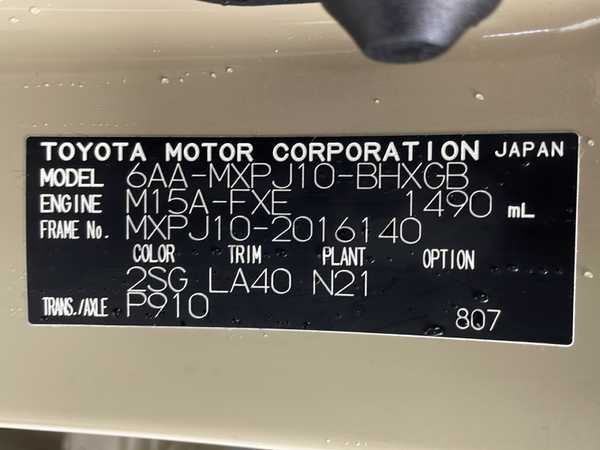 TOYOTA MOTOR CORPORATION JAPAN
MODEL 6AA-MXPJ10-BHXGB
ENGINE M15A-FXE 1490 mL
FRAME No. MXPJ10-2016140
COLOR TRIM PLANT OPTION
2SG LA40 N21
TRANS./AXLE P910
807